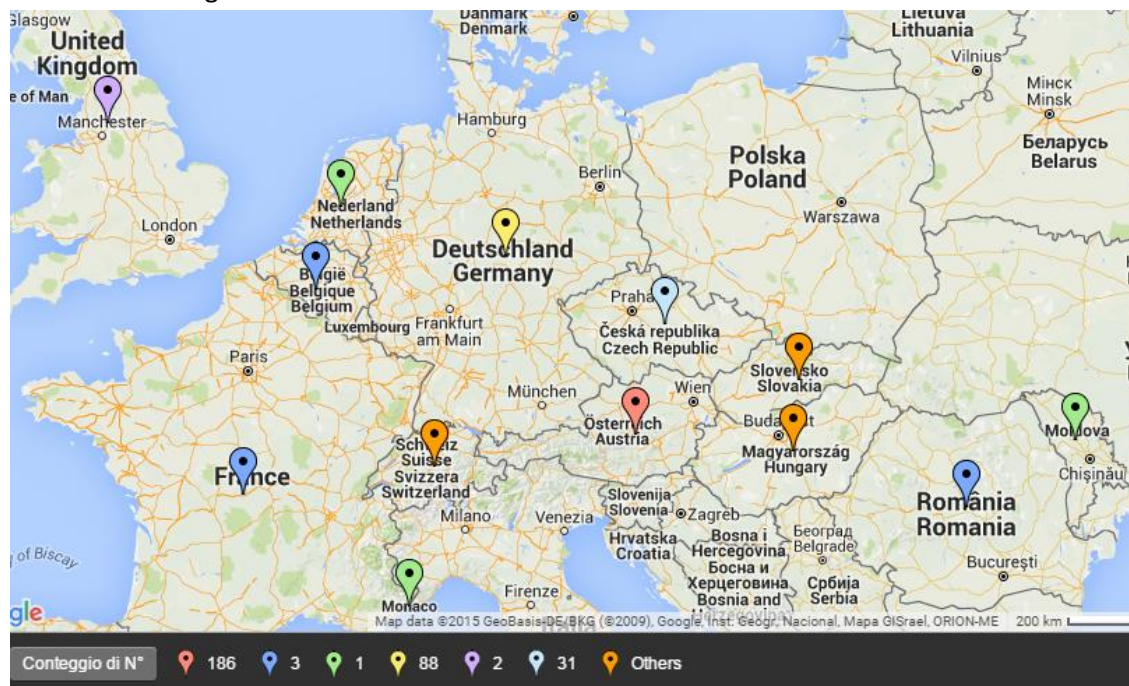 Glasgow
United
Kingdom
e of Man
Manchester
London
Danmark
Denmark
Lietuva
Lithuania
Vilnius
Мінск
Minsk
Беларусь
Belarus
Hamburg
Berlin
Polska
Poland
Warszawa
Nederland
Netherlands
Deutschland
Germany
België
Belgique
Belgium
Luxembourg
Frankfurt
am Main
Praha
Česká republika
Czech Republic
Paris
Slovensko
Slovakia
München
Wien
Österreich
Austria
Budapest
Magyarország
Hungary
Moldova
Chișinău
Schweiz
Suisse
Svizzera
Switzerland
France
România
Romania
Slovenija
Slovenia
Zagreb
Milano
Venezia
Hrvatska
Croatia
Bosna i
Hercegovina
Босна и
Херцеговина
Bosnia and
Београд
Belgrade
Србија
Serbia
București
of Biscay
Firenze
Monaco
gle
Map data ©2015 GeoBasis-DE/BKG (©2009), Google, Inst. Geogr. Nacional, Mapa GISrael, ORION-ME
200 km
Conteggio di N° 186 3 1 88 2 31 Others